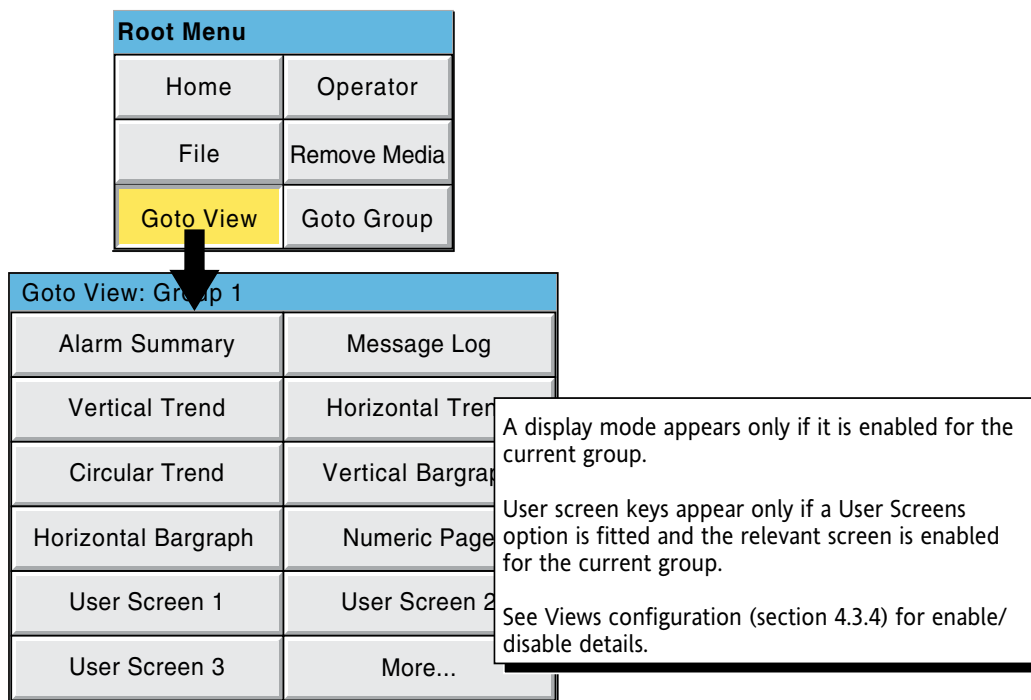 Root Menu
Home Operator
File Remove Media
Goto View Goto Group
Goto View: Group 1
Alarm Summary Message Log
Vertical Trend Horizontal Tren
Circular Trend Vertical Bargrap
Horizontal Bargraph Numeric Page
User Screen 1 User Screen 2
User Screen 3 More...
A display mode appears only if it is enabled for the
current group.
User screen keys appear only if a User Screens
option is fitted and the relevant screen is enabled
for the current group.
See Views configuration (section 4.3.4) for enable/
disable details.